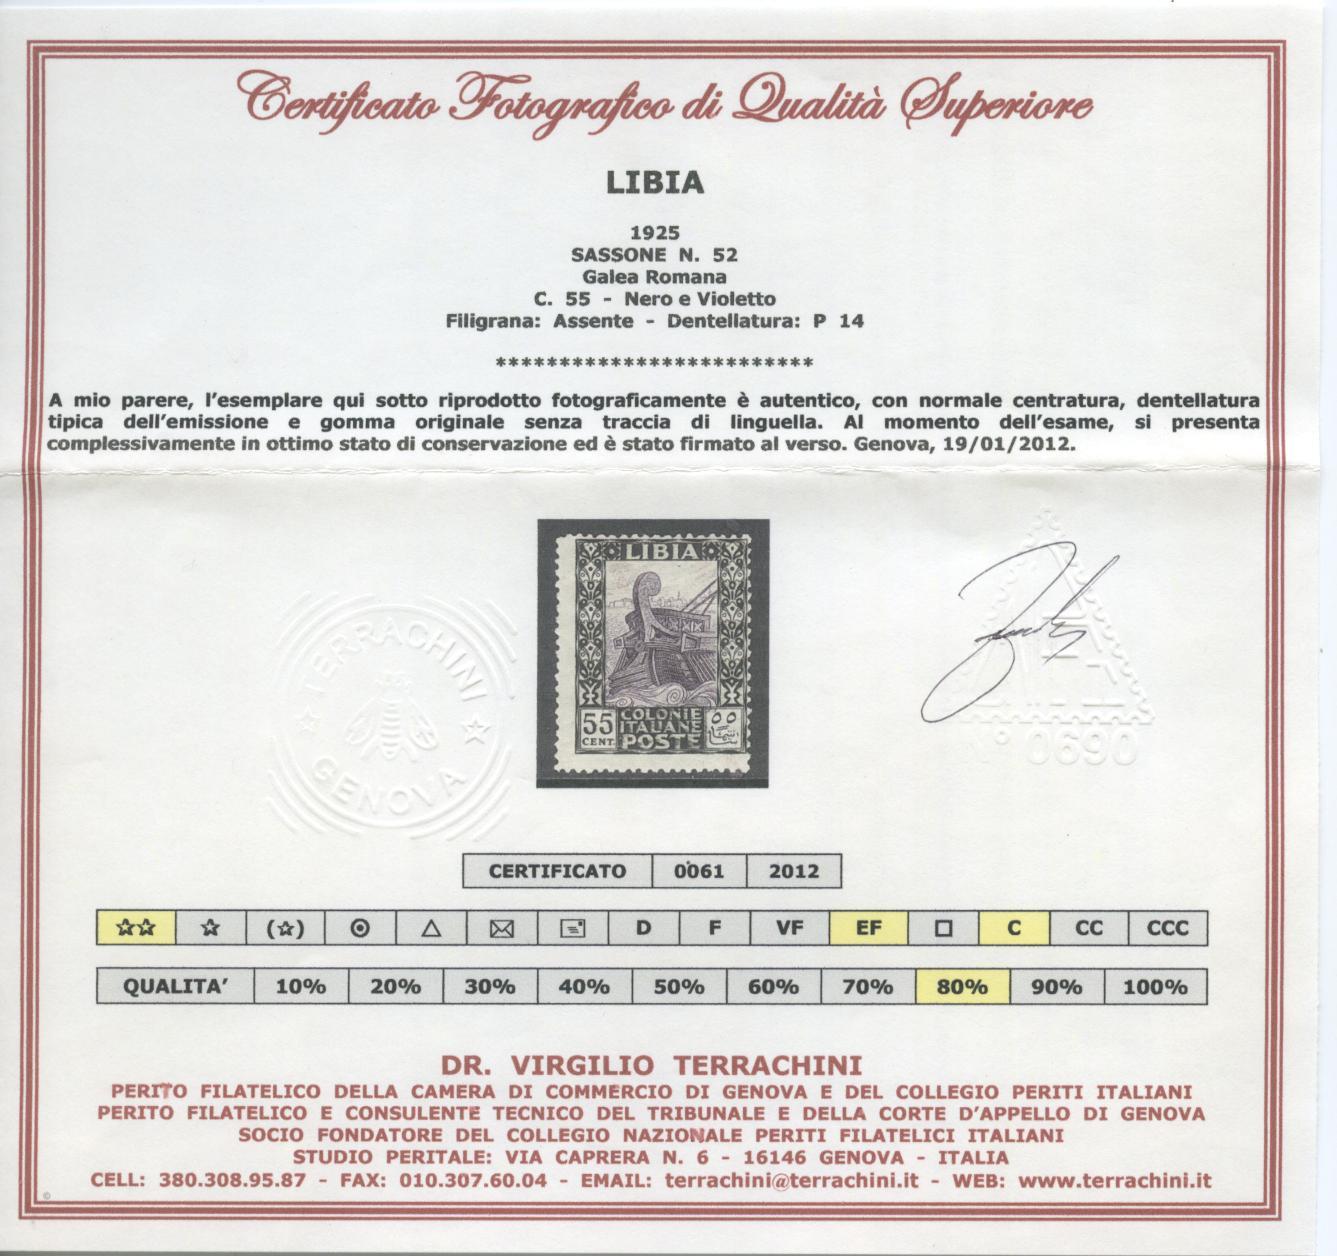 Certificato Fotografico di Qualità Superiore
LIBIA
1925
SASSONE N. 52
Galea Romana
C. 55 - Nero e Violetto
Filigrana: Assente - Dentellatura: P 14
*************************
A mio parere, l'esemplare qui sotto riprodotto fotograficamente è autentico, con normale centratura, dentellatura
tipica dell'emissione e gomma originale senza traccia di linguella. Al momento dell'esame, si presenta
complessivamente in ottimo stato di conservazione ed è stato firmato al verso. Genova, 19/01/2012.
LIBIA
55 CENT.
COLONIE
ITALIANE
POSTE
٥٥
TERRACHINI
GENOVA
N° 0690
CERTIFICATO 0061 2012
☆☆ ☆ (☆) D F VF EF C CC CCC
QUALITA' 10% 20% 30% 40% 50% 60% 70% 80% 90% 100%
DR. VIRGILIO TERRACHINI
PERITO FILATELICO DELLA CAMERA DI COMMERCIO DI GENOVA E DEL COLLEGIO PERITI ITALIANI
PERITO FILATELICO E CONSULENTE TECNICO DEL TRIBUNALE E DELLA CORTE D'APPELLO DI GENOVA
SOCIO FONDATORE DEL COLLEGIO NAZIONALE PERITI FILATELICI ITALIANI
STUDIO PERITALE: VIA CAPRERA N. 6 - 16146 GENOVA - ITALIA
CELL: 380.308.95.87 - FAX: 010.307.60.04 - EMAIL: terrachini@terrachini.it - WEB: www.terrachini.it
©